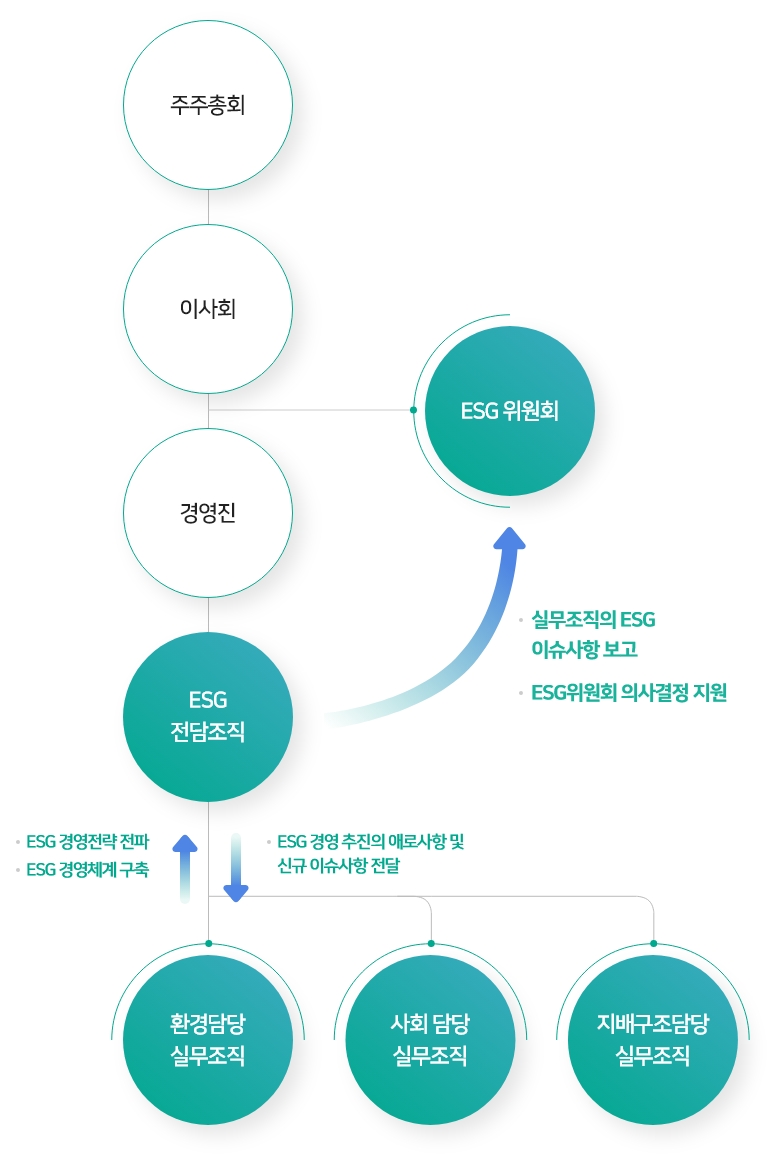 주주총회
이사회
ESG 위원회
경영진
실무조직의 ESG
이슈사항 보고
ESG위원회 의사결정 지원
ESG
전담조직
ESG 경영전략 전파
ESG 경영체계 구축
ESG 경영 추진의 애로사항 및
신규 이슈사항 전달
환경담당
실무조직
사회 담당
실무조직
지배구조담당
실무조직